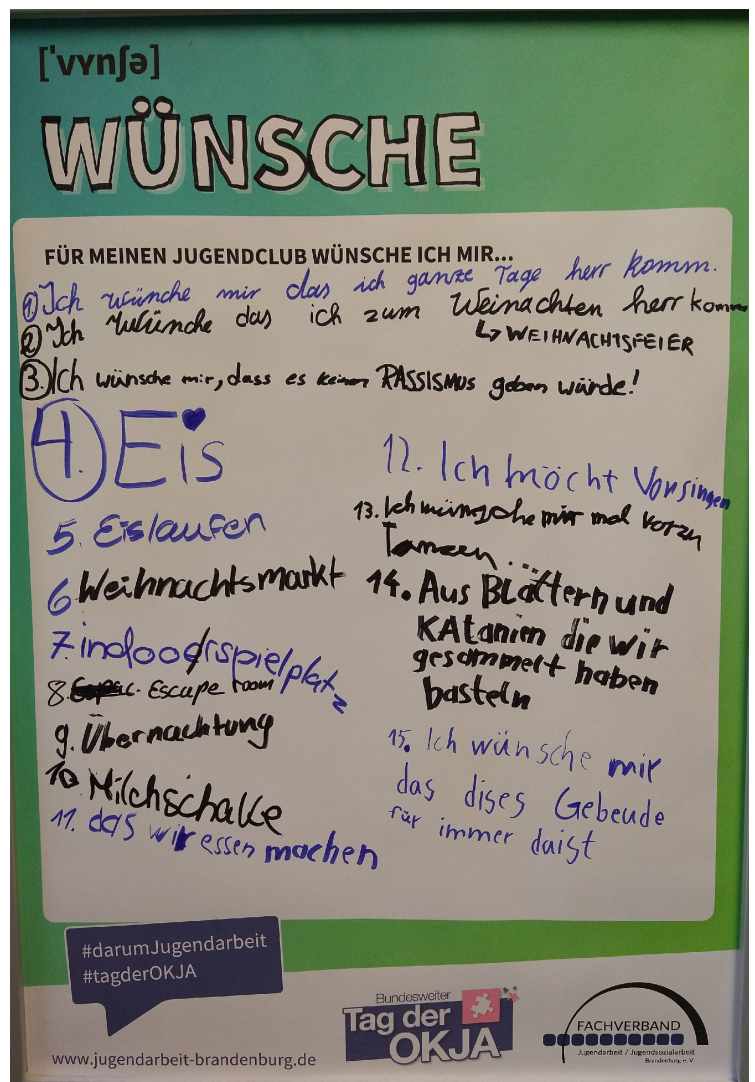 ['vʏnʃə]
WÜNSCHE
FÜR MEINEN JUGENDCLUB WÜNSCHE ICH MIR...
1) Ich wünche mir das ich ganze Tage herr komm.
2) Ich Wünche das ich zum Weinachten herr komme
↳ WEIHNACHTSFEIER
3. Ich wünsche mir, dass es keinen RASSISMUS geben würde!
4. Eis
5. Eislaufen
6 Weihnachtsmarkt
7. indoorspielplatz
8. Escape room
9. Übernachtung
10 Milchschake
11. das wir essen machen
12. Ich möcht Vorsingen
13. Ich münsche mir mal vorzu
Tanzen...
14. Aus Blättern und
KAtanien die wir
gesammelt haben
basteln
15. Ich wünsche mir
das dises Gebeude
für immer daist
#darumJugendarbeit
#tagderOKJA
www.jugendarbeit-brandenburg.de
Bundesweiter
Tag der
OKJA
FACHVERBAND
Jugendarbeit / Jugendsozialarbeit
Brandenburg e. V.